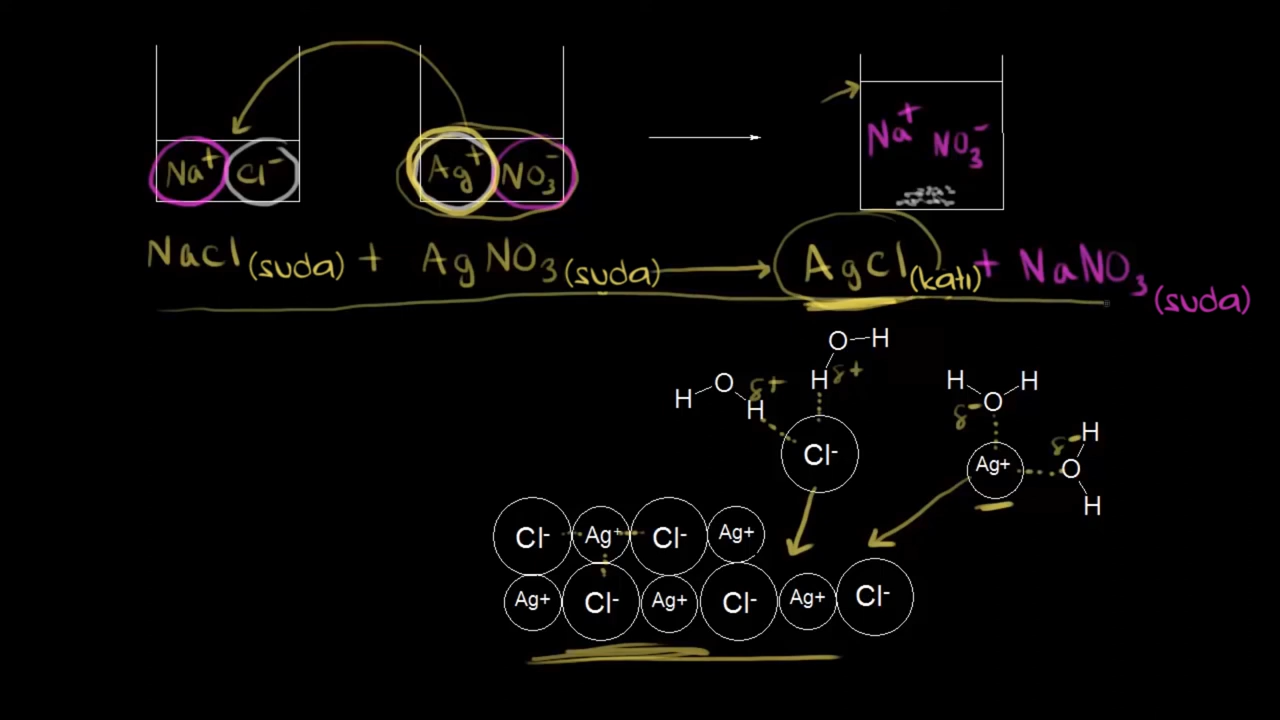 Na⁺ Cl⁻ Ag⁺ NO₃⁻ Na⁺ NO₃⁻
NaCl(suda) + AgNO₃(suda) → AgCl(katı) + NaNO₃(suda)
O H
H O δ+ H δ+ H H
H δ- O δ- H
Cl⁻ Ag+ O
H
Cl⁻ Ag⁺ Cl⁻ Ag+
Ag+ Cl⁻ Ag+ Cl⁻ Ag+ Cl⁻